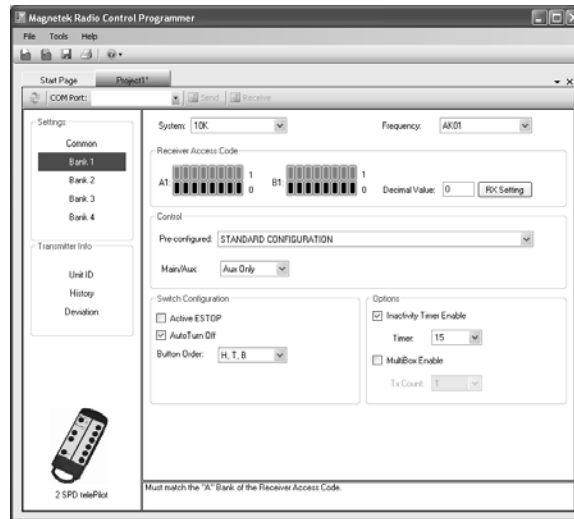 Magnetek Radio Control Programmer
File Tools Help
Start Page Project1*
COM Port: Send Receive
Settings
Common
Bank 1
Bank 2
Bank 3
Bank 4
Transmitter Info
Unit ID
History
Deviation
2 SPD telePilot
System: 10K Frequency: AK01
Receiver Access Code
A1: 1 0 B1: 1 0 Decimal Value: 0 RX Setting
Control
Pre-configured: STANDARD CONFIGURATION
Main/Aux: Aux Only
Switch Configuration
Active ESTOP
AutoTurn Off
Button Order: H, T, B
Options
Inactivity Timer Enable
Timer: 15
MultiBox Enable
Tx Count: 1
Must match the "A" Bank of the Receiver Access Code.